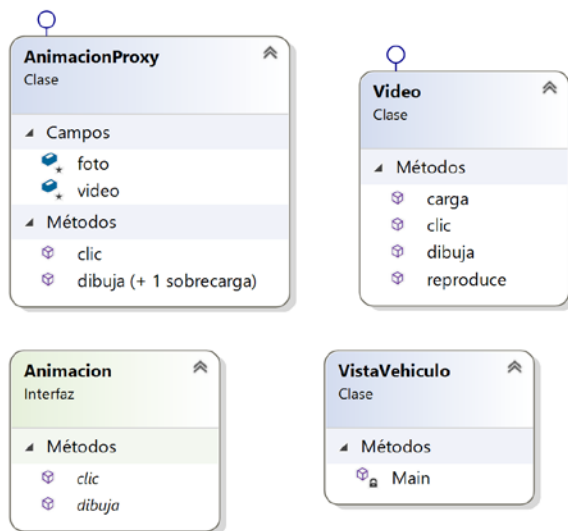 AnimacionProxy
Clase
Campos
foto
video
Métodos
clic
dibuja (+ 1 sobrecarga)
Video
Clase
Métodos
carga
clic
dibuja
reproduce
Animacion
Interfaz
Métodos
clic
dibuja
VistaVehiculo
Clase
Métodos
Main